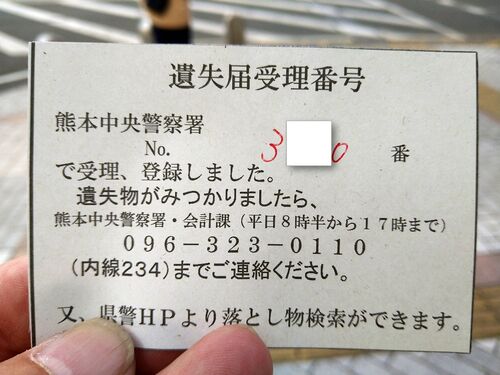 遺失届受理番号
熊本中央警察署
No. 3 0 番
で受理、登録しました。
遺失物がみつかりましたら、
熊本中央警察署・会計課（平日８時半から１７時まで）
０９６－３２３－０１１０
（内線234）までご連絡ください。
又、県警ＨＰより落とし物検索ができます。